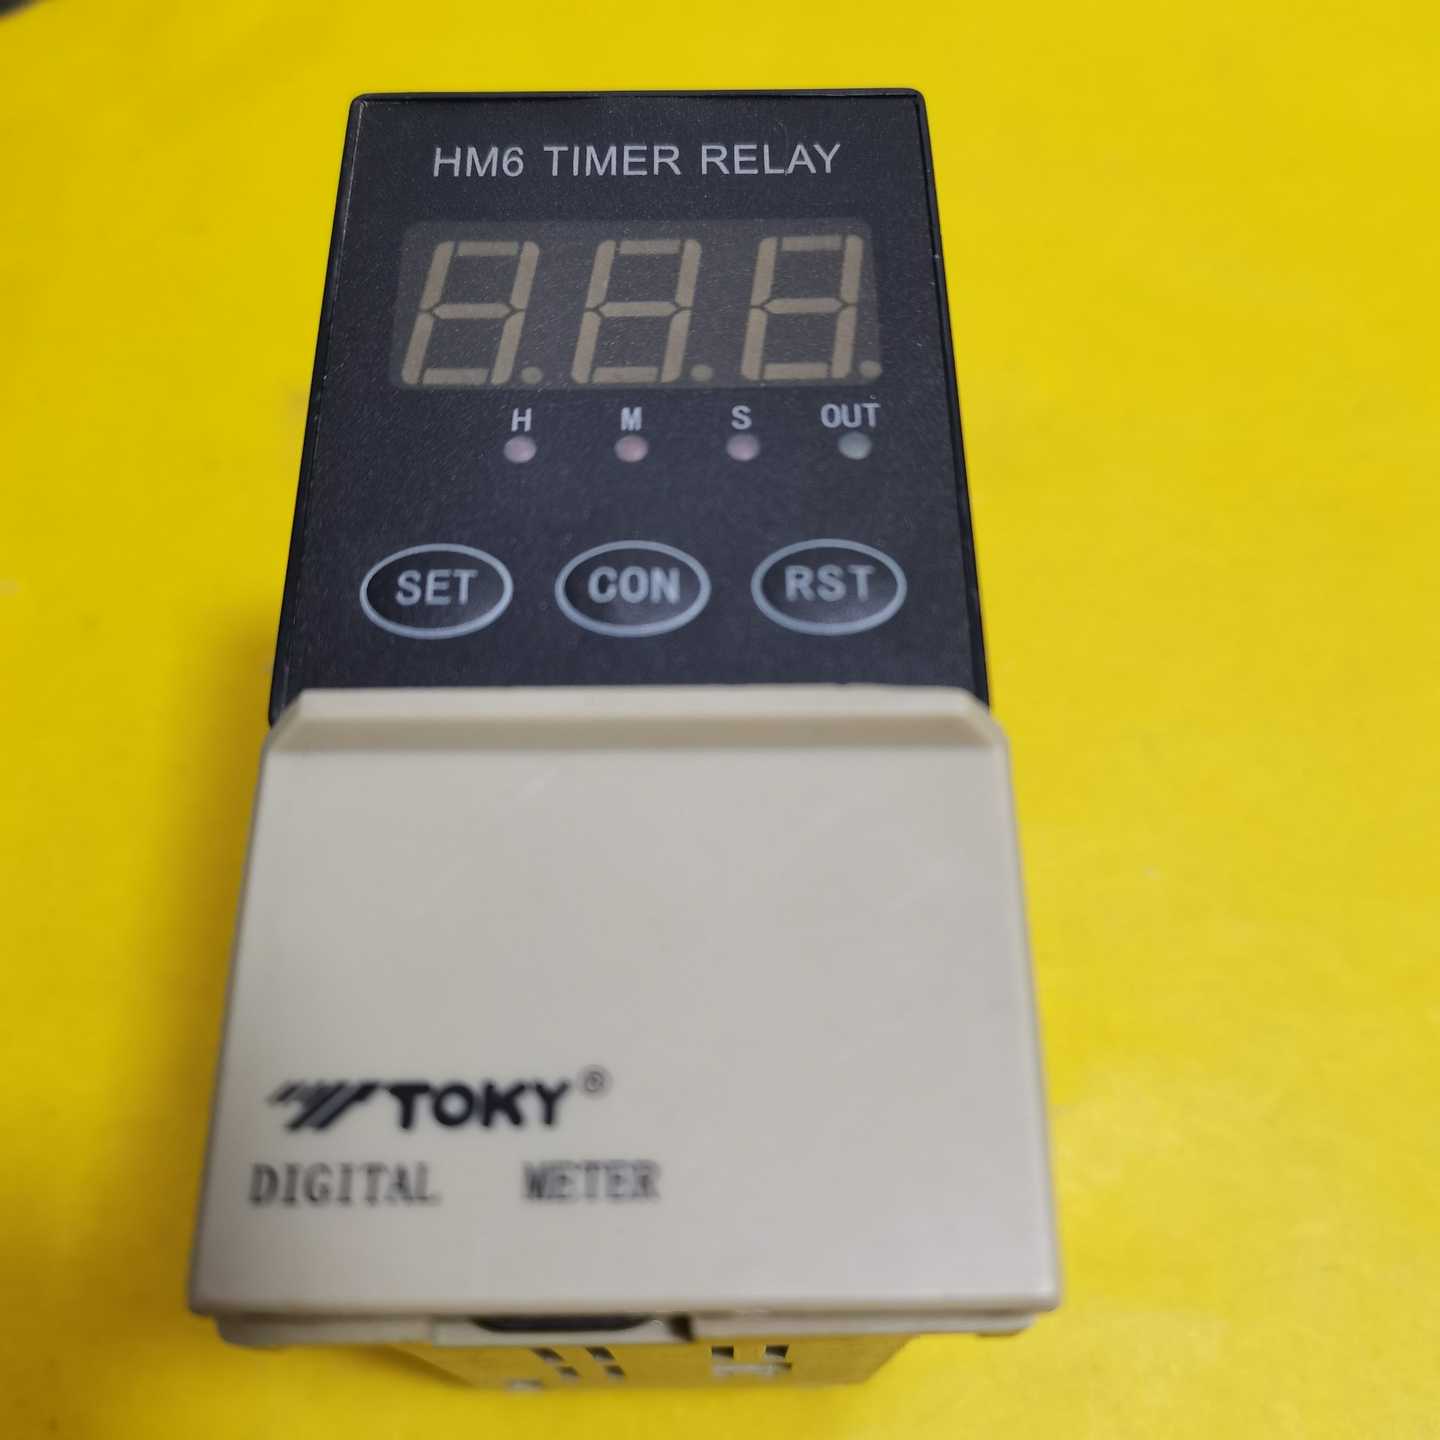 HM6 TIMER RELAY
H M S OUT
SET CON RST
TOKY®
DIGITAL METER